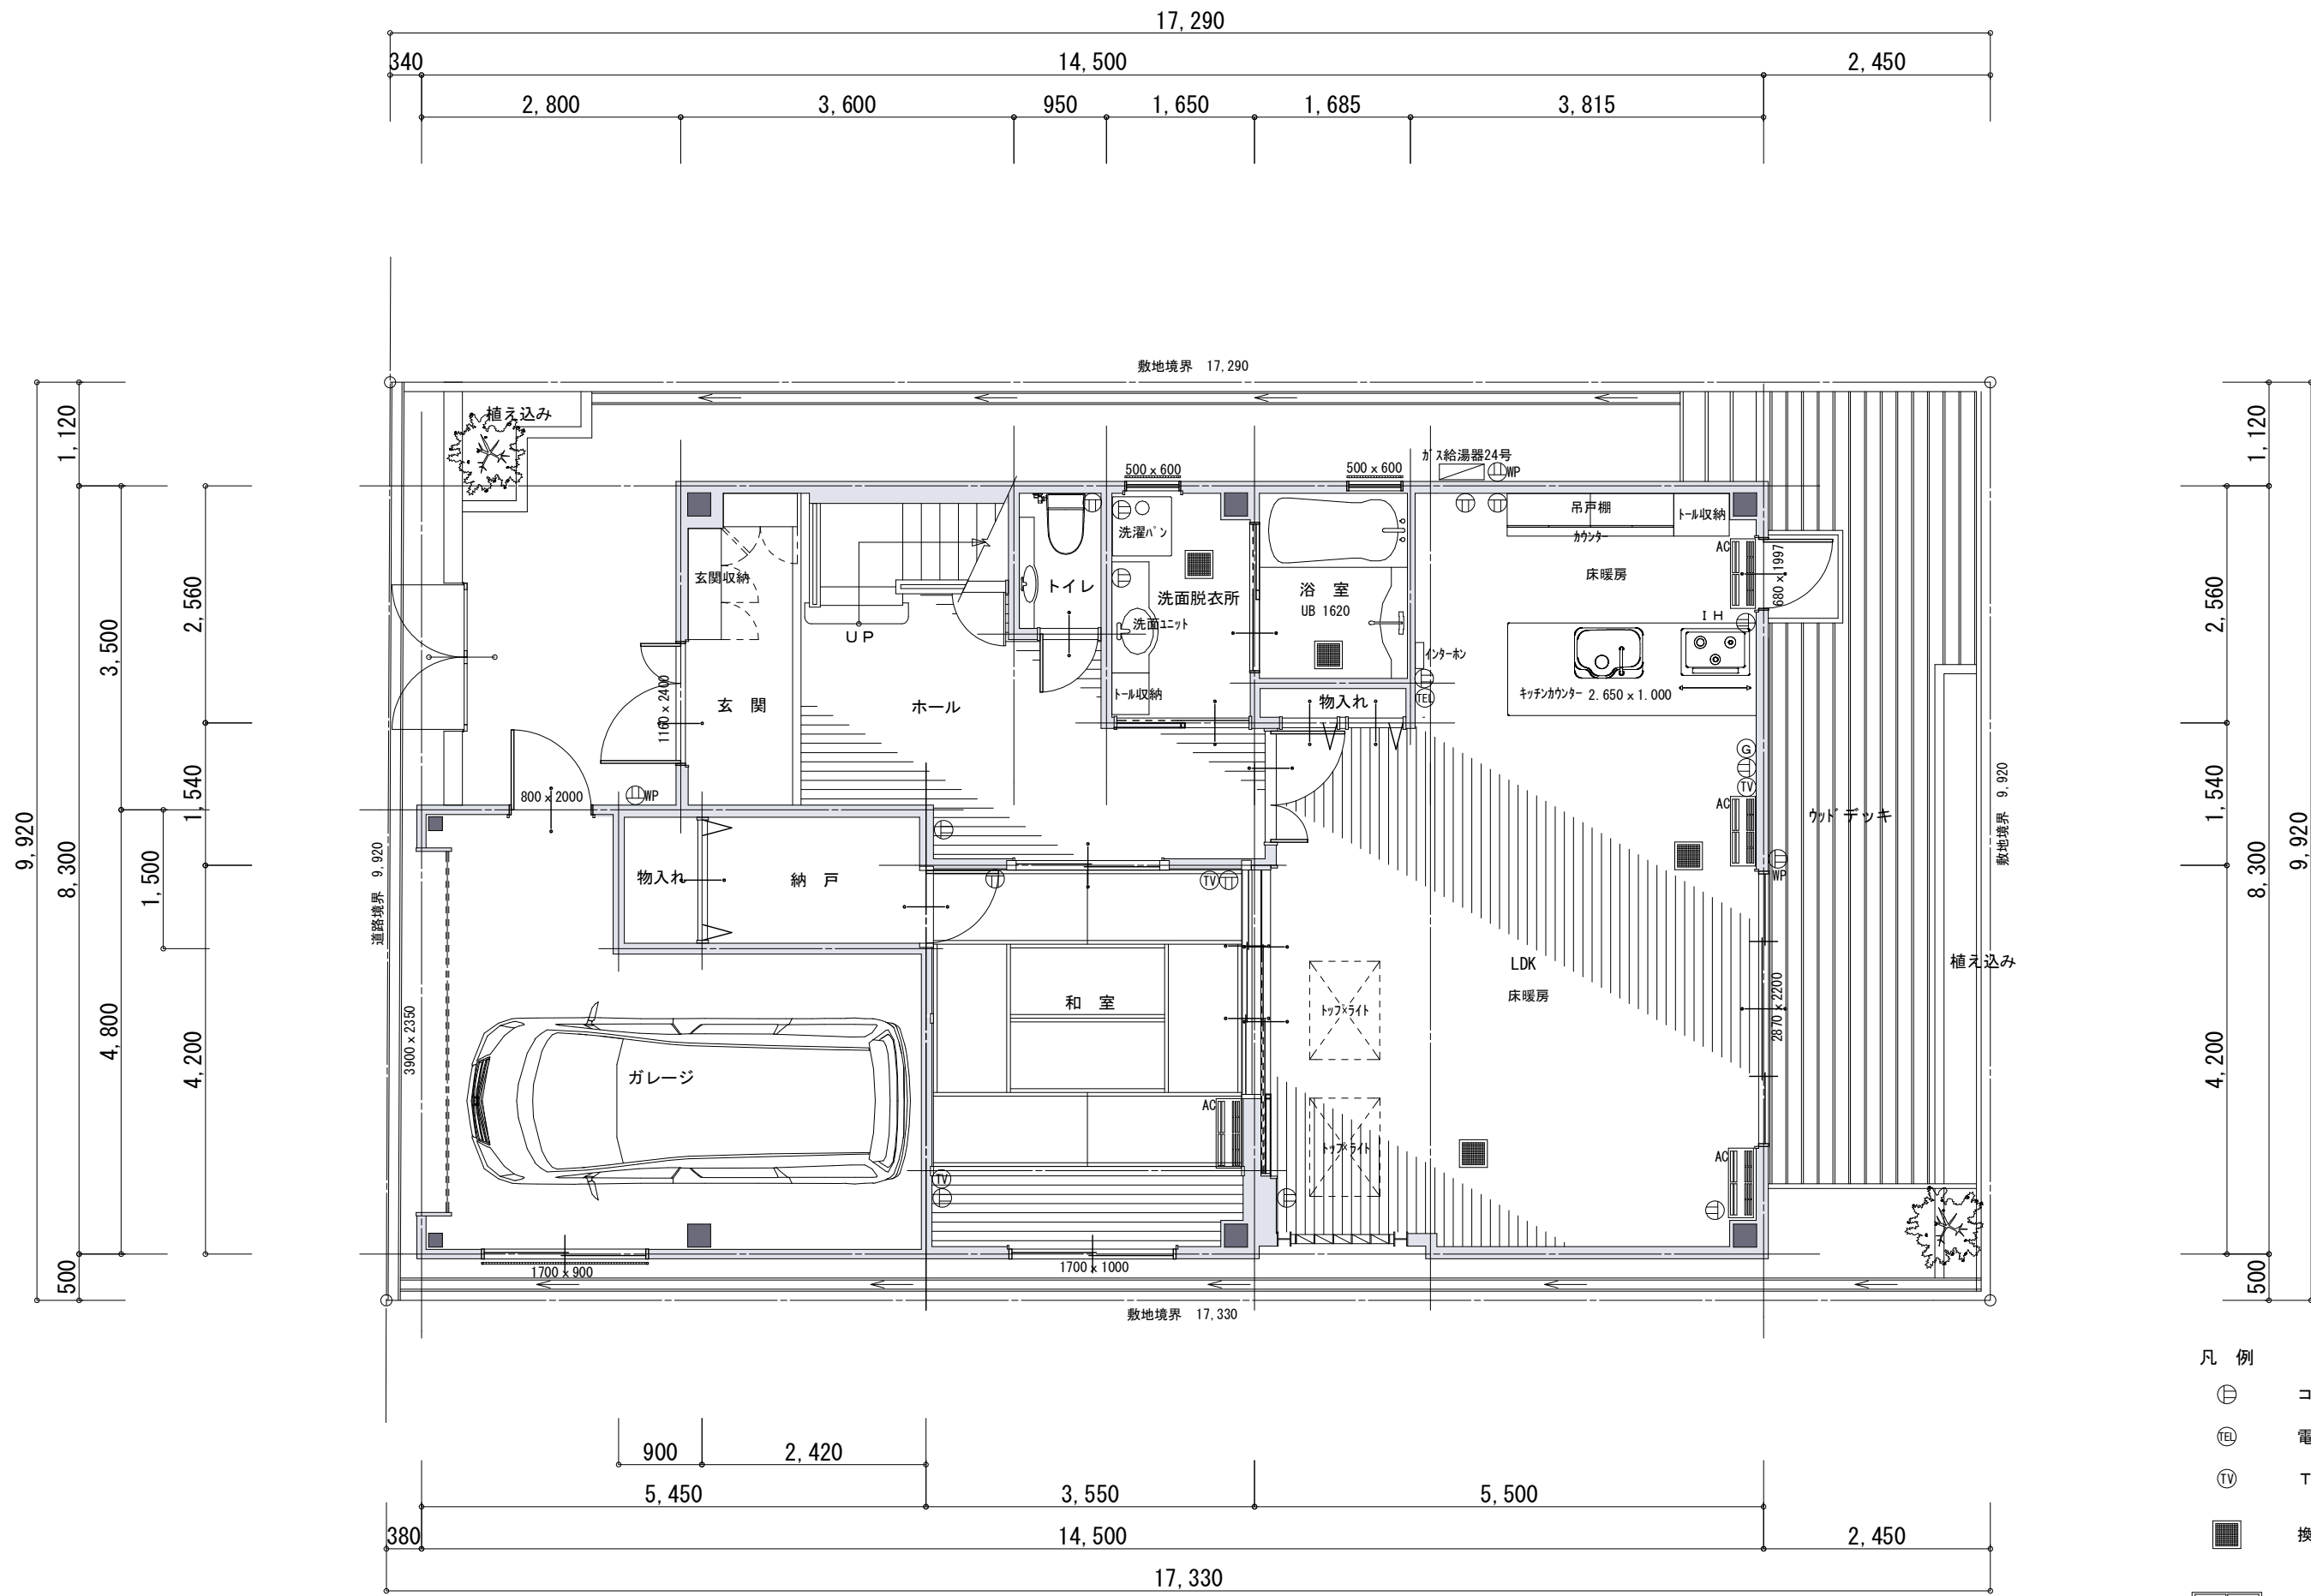 17,290
340
14,500
2,450
2,800
3,600
950
1,650
1,685
3,815
敷地境界 17,290
植え込み
1,120
1,120
500 x 600
500 x 600
ガス給湯器24号
WP
吊戸棚
トール収納
カウンター
洗濯パン
AC
680 x 1997
床暖房
玄関収納
トイレ
洗面脱衣所
浴 室
UB 1620
2,560
3,500
2,560
I H
UP
洗面ユニット
インターホン
TEL
トール収納
物入れ
キッチンカウンター 2.650 x 1.000
玄 関
1160 x 2400
ホール
G
TV
AC
800 x 2000
WP
1,540
1,500
1,540
ウッドデッキ
敷地境界 9,920
9,920
8,300
8,300
9,920
道路境界 9,920
物入れ
納 戸
TV
WP
LDK
床暖房
植え込み
和 室
トップライト
2870 x 2200
3900 x 2350
4,800
4,200
4,200
ガレージ
AC
トップライト
AC
TV
1700 x 900
1700 x 1000
500
500
敷地境界 17,330
凡 例
コ
TEL
電
TV
T
換
900
2,420
5,450
3,550
5,500
380
14,500
2,450
17,330